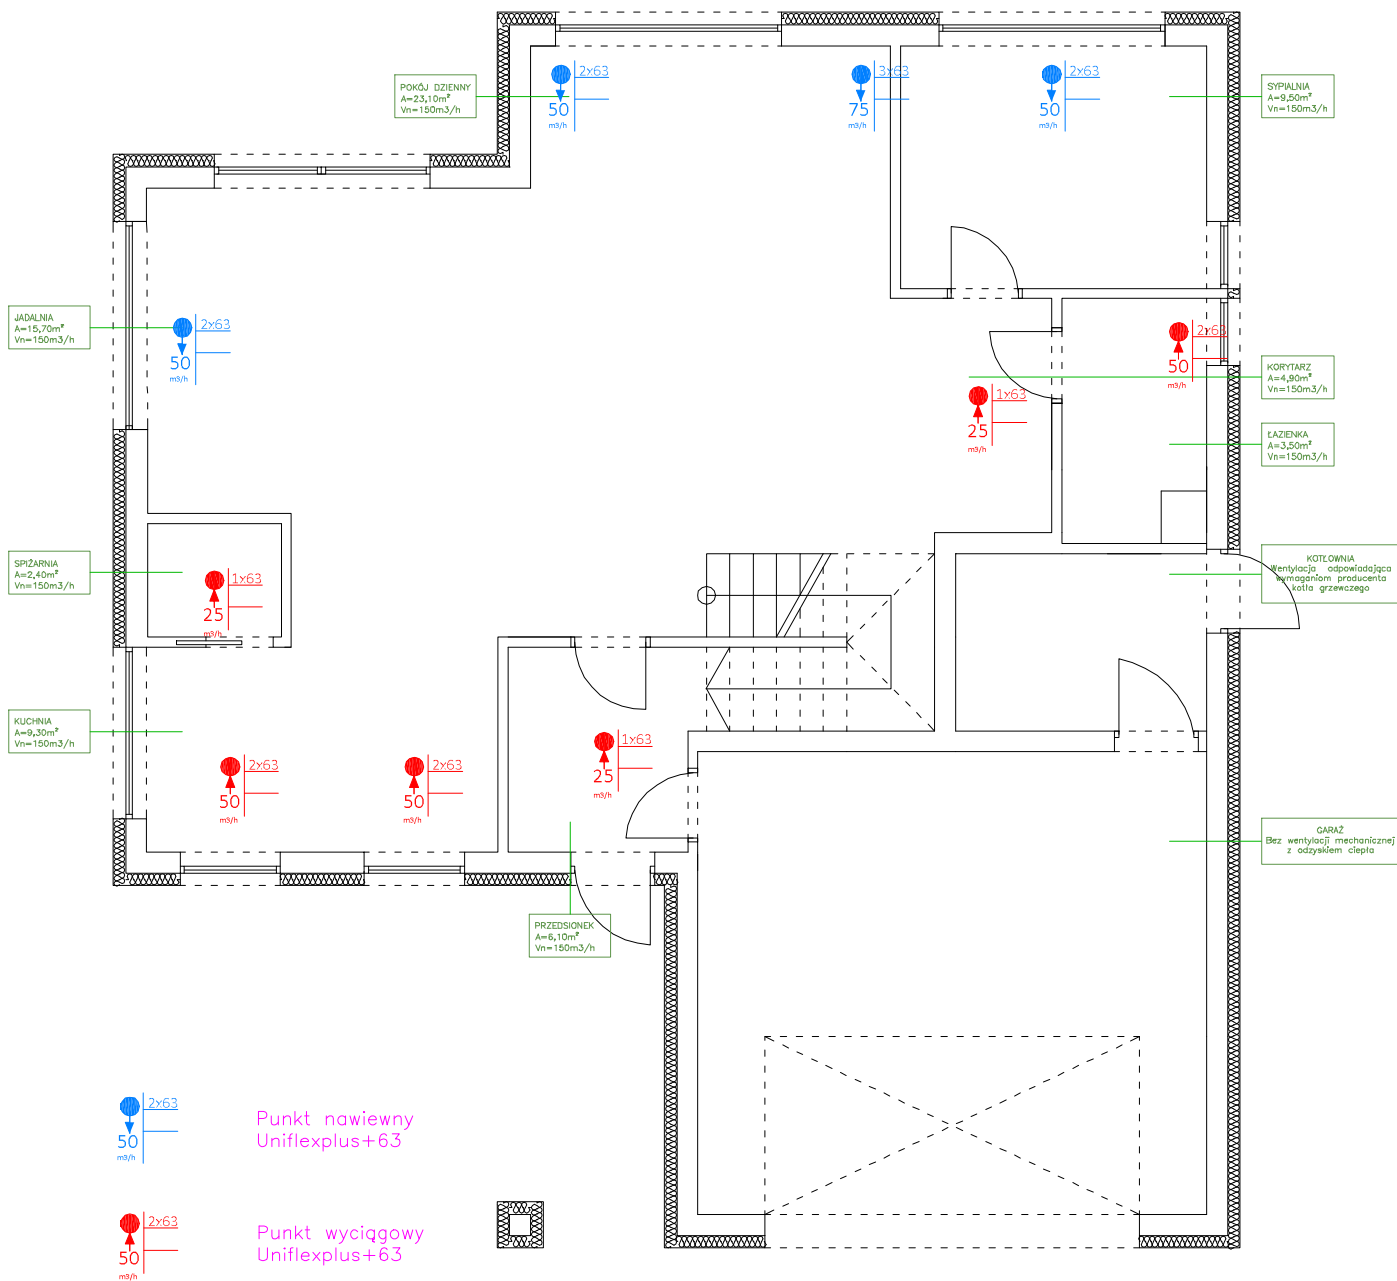 POKÓJ DZIENNY
A=23,10m²
Vn=150m3/h
2x63
50
m3/h
3x63
75
m3/h
2x63
50
m3/h
SYPIALNIA
A=9,50m²
Vn=150m3/h
JADALNIA
A=15,70m²
Vn=150m3/h
2x63
50
m3/h
2x63
50
m3/h
KORYTARZ
A=4,90m²
Vn=150m3/h
1x63
25
m3/h
ŁAZIENKA
A=3,50m²
Vn=150m3/h
SPIŻARNIA
A=2,40m²
Vn=150m3/h
1x63
25
m3/h
KOTŁOWNIA
Wentylacja odpowiadająca
wymaganiom producenta
kotła grzewczego
KUCHNIA
A=9,30m²
Vn=150m3/h
2x63
50
m3/h
2x63
50
m3/h
1x63
25
m3/h
GARAŻ
Bez wentylacji mechanicznej
z odzyskiem ciepła
PRZEDSIONEK
A=6,10m²
Vn=150m3/h
2x63
50
m3/h
Punkt nawiewny
Uniflexplus+63
2x63
50
m3/h
Punkt wyciągowy
Uniflexplus+63